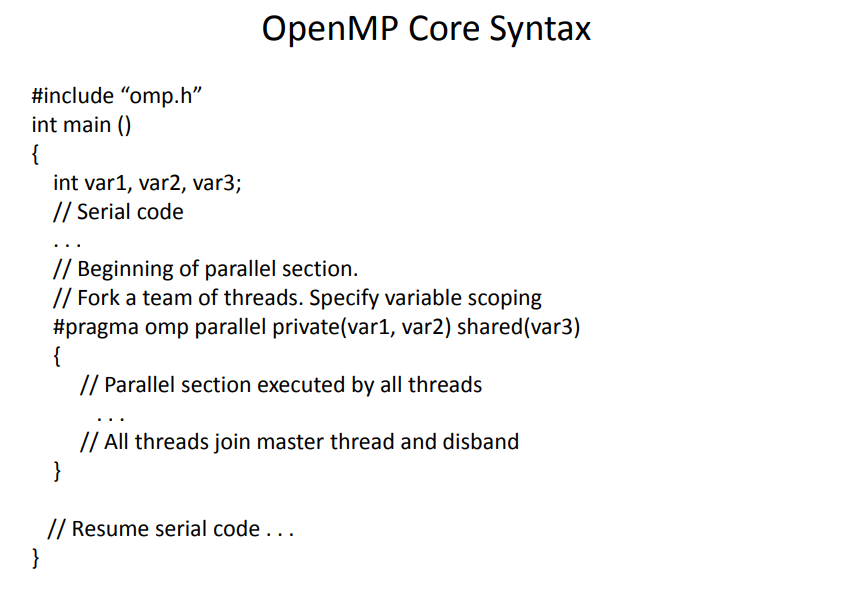 OpenMP Core Syntax
#include “omp.h”
int main ()
{
int var1, var2, var3;
// Serial code
. . .
// Beginning of parallel section.
// Fork a team of threads. Specify variable scoping
#pragma omp parallel private(var1, var2) shared(var3)
{
// Parallel section executed by all threads
. . .
// All threads join master thread and disband
}
// Resume serial code . . .
}